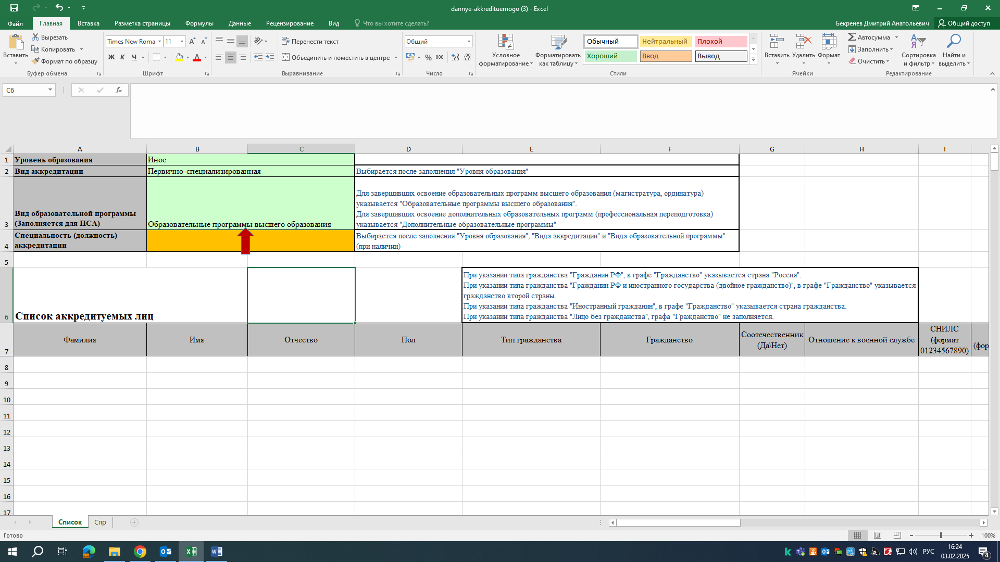 dannye-akkredituemogo (3) - Excel
Файл
Главная
Вставка
Разметка страницы
Формулы
Данные
Рецензирование
Вид
Что вы хотите сделать?
Бекренев Дмитрий Анатольевич
Общий доступ
Вставить
Вырезать
Копировать
Формат по образцу
Буфер обмена
Times New Roma
11
Ж К Ч
Шрифт
Перенести текст
Объединить и поместить в центре
Выравнивание
Общий
% 000
Число
Условное
форматирование
Форматировать
как таблицу
Обычный
Нейтральный
Плохой
Хороший
Ввод
Вывод
Стили
Вставить
Удалить
Формат
Ячейки
Автосумма
Заполнить
Очистить
Сортировка
и фильтр
Найти и
выделить
Редактирование
C6
fx
A B C D E F G H I
1 Уровень образования
Иное
2 Вид аккредитации
Первично-специализированная
Выбирается после заполнения "Уровня образования"
3 Вид образовательной программы
(Заполняется для ПСА)
Образовательные программы высшего образования
Для завершивших освоение образовательных программ высшего образования (магистратура, ординатура)
указывается "Образовательные программы высшего образования".
Для завершивших освоение дополнительных образовательных программ (профессиональная переподготовка)
указывается "Дополнительные образовательные программы"
4 Специальность (должность)
аккредитации
Выбирается после заполнения "Уровня образования", "Вида аккредитации" и "Вида образовательной программы"
(при наличии)
5
6 Список аккредитуемых лиц
При указании типа гражданства "Гражданин РФ", в графе "Гражданство" указывается страна "Россия".
При указании типа гражданства "Гражданин РФ и иностранного государства (двойное гражданство)", в графе "Гражданство" указывается
гражданство второй страны.
При указании типа гражданства "Иностранный гражданин", в графе "Гражданство" указывается страна гражданства.
При указании типа гражданства "Лицо без гражданства", графа "Гражданство" не заполняется.
7
Фамилия
Имя
Отчество
Пол
Тип гражданства
Гражданство
Соотечественник
(Да\Нет)
Отношение к военной службе
СНИЛС
(формат
01234567890)
(фор
8
9
10
11
12
13
14
15
16
17
Список
Спр
Готово
100%
РУС
16:24
03.02.2025
4